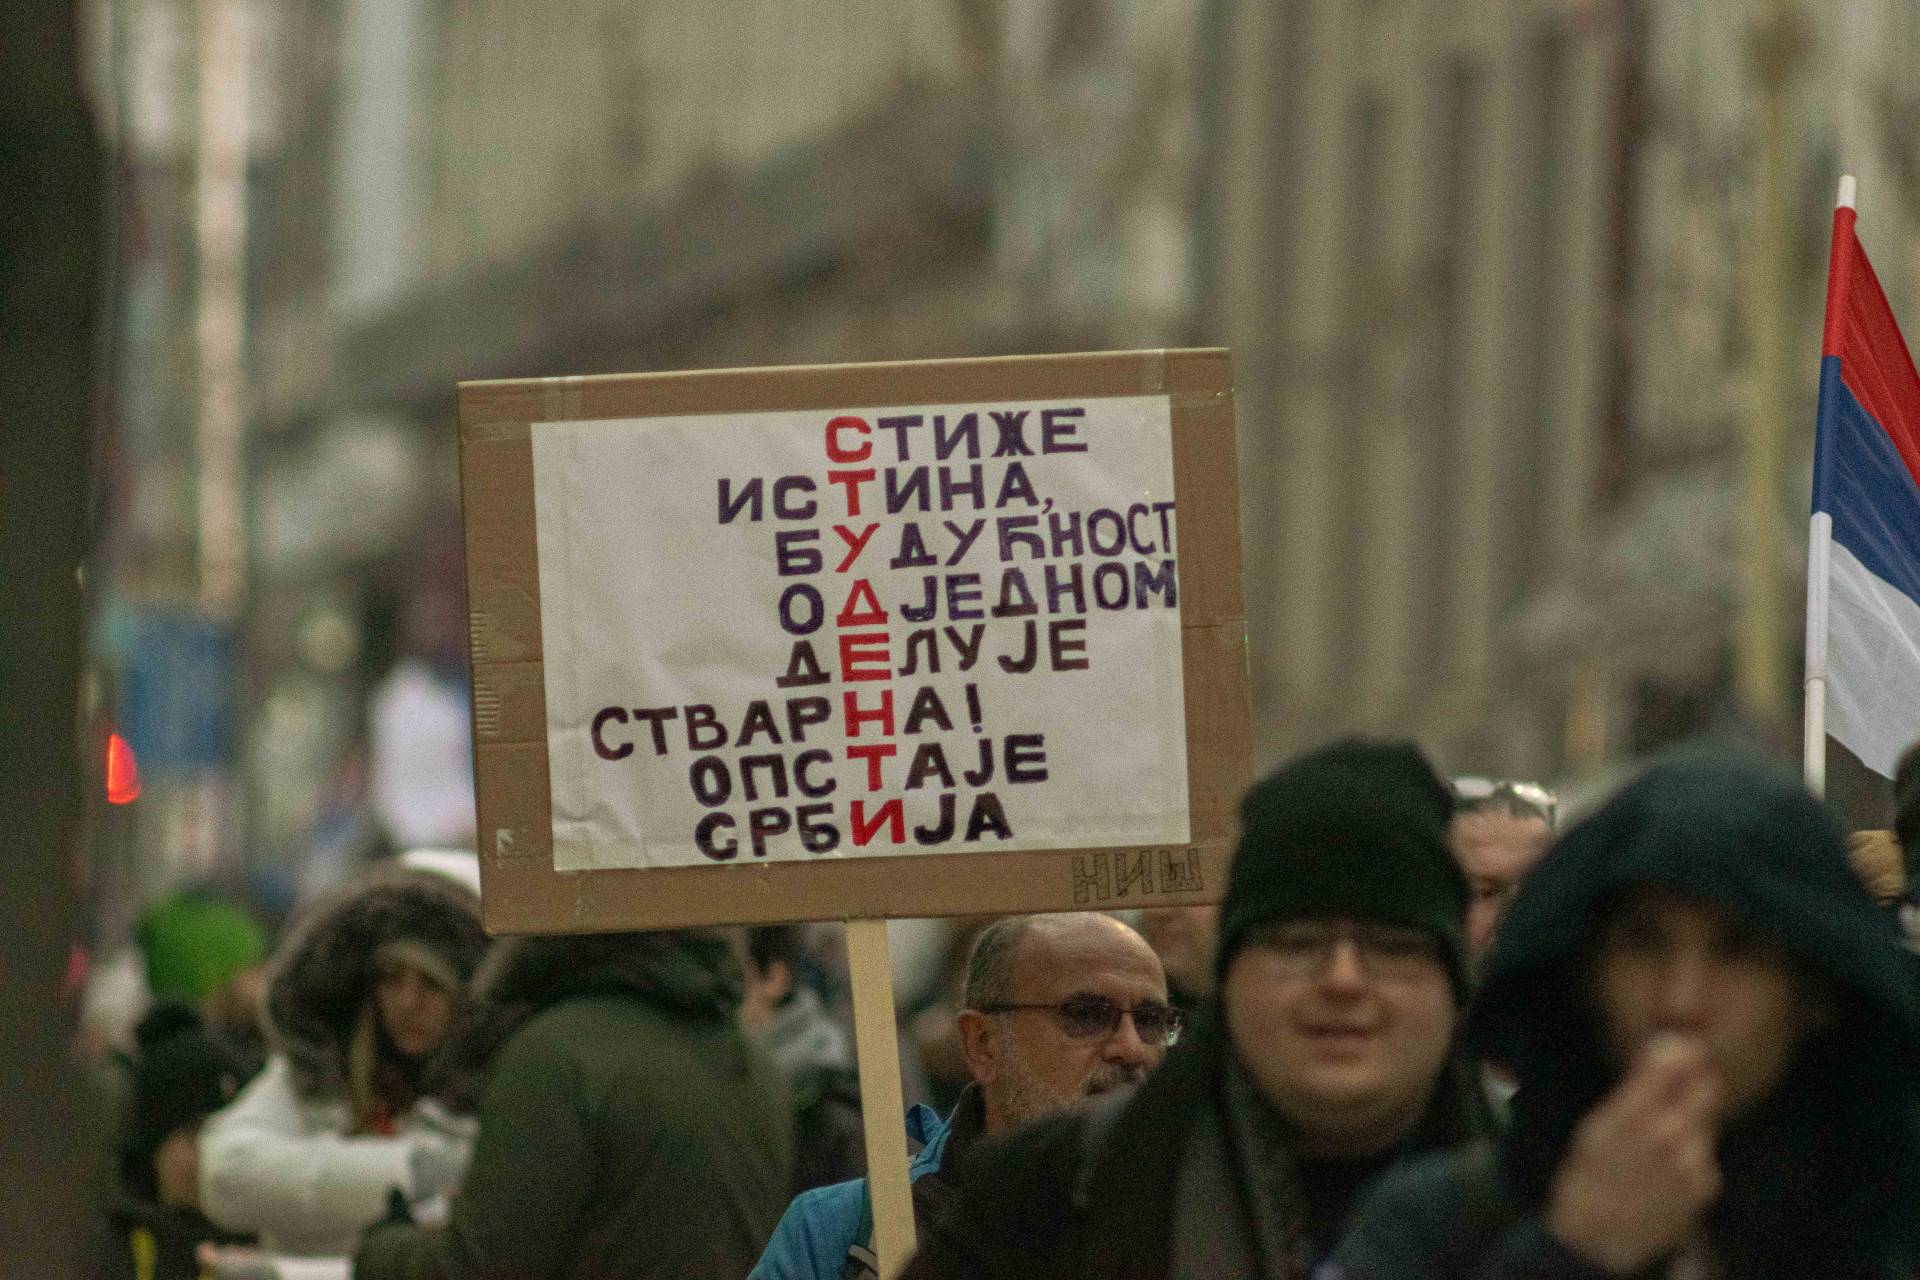 СТИЖЕ
ИСТИНА,
БУДУЋНОСТ
ОДЈЕДНОМ
ДЕЛУЈЕ
СТВАРНА!
ОПСТАЈЕ
СРБИЈА
НИШ